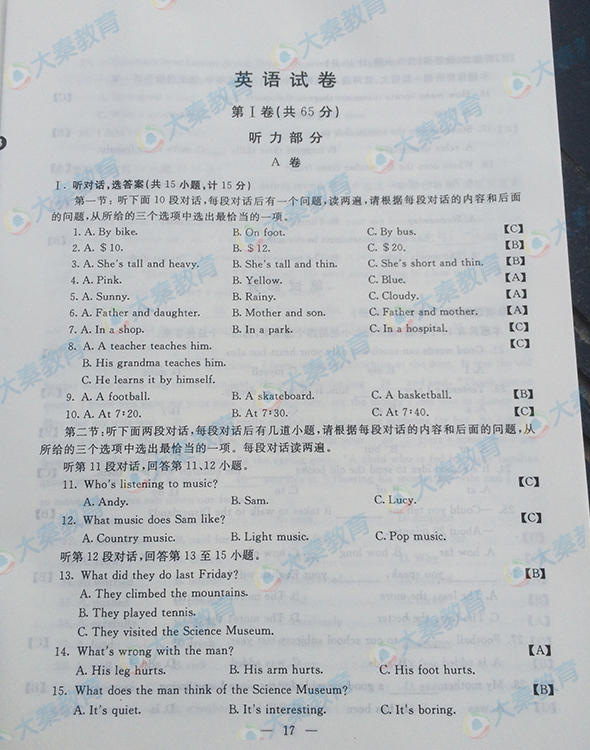 英语试卷
第Ⅰ卷(共65分)
听力部分
A 卷
Ⅰ. 听对话,选答案(共15小题,计15分)
第一节:听下面10段对话,每段对话后有一个问题,读两遍,请根据每段对话的内容和后面
的问题,从所给的三个选项中选出最恰当的一项。
1. A. By bike. B. On foot. C. By bus. 【C】
2. A. $10. B. $12. C. $20. 【B】
3. A. She's tall and heavy. B. She's tall and thin. C. She's short and thin. 【B】
4. A. Pink. B. Yellow. C. Blue. 【A】
5. A. Sunny. B. Rainy. C. Cloudy. 【A】
6. A. Father and daughter. B. Mother and son. C. Father and mother. 【A】
7. A. In a shop. B. In a park. C. In a hospital. 【C】
8. A. A teacher teaches him. 【C】
B. His grandma teaches him.
C. He learns it by himself.
9. A. A football. B. A skateboard. C. A basketball. 【B】
10. A. At 7:20. B. At 7:30. C. At 7:40. 【C】
第二节:听下面两段对话,每段对话后有几道小题,请根据每段对话的内容和后面的问题,从
所给的三个选项中选出最恰当的一项。每段对话读两遍。
听第11段对话,回答第11、12小题。
11. Who's listening to music? 【C】
A. Andy. B. Sam. C. Lucy.
12. What music does Sam like? 【C】
A. Country music. B. Light music. C. Pop music.
听第12段对话,回答第13至15小题。
13. What did they do last Friday? 【B】
A. They climbed the mountains.
B. They played tennis.
C. They visited the Science Museum.
14. What's wrong with the man? 【A】
A. His leg hurts. B. His arm hurts. C. His foot hurts.
15. What does the man think of the Science Museum? 【B】
A. It's quiet. B. It's interesting. C. It's boring.
— 17 —
大秦教育